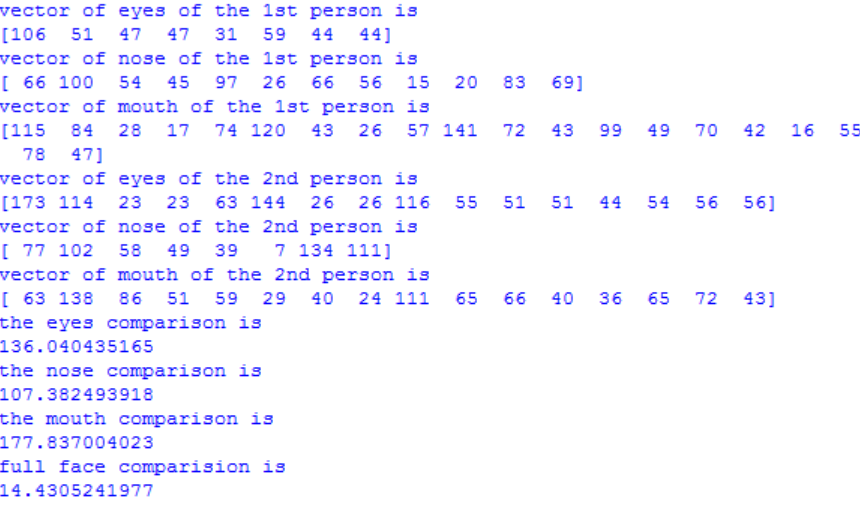 vector of eyes of the 1st person is
[106 51 47 47 31 59 44 44]
vector of nose of the 1st person is
[ 66 100 54 45 97 26 66 56 15 20 83 69]
vector of mouth of the 1st person is
[115 84 28 17 74 120 43 26 57 141 72 43 99 49 70 42 16 55
78 47]
vector of eyes of the 2nd person is
[173 114 23 23 63 144 26 26 116 55 51 51 44 54 56 56]
vector of nose of the 2nd person is
[ 77 102 58 49 39 7 134 111]
vector of mouth of the 2nd person is
[ 63 138 86 51 59 29 40 24 111 65 66 40 36 65 72 43]
the eyes comparison is
136.040435165
the nose comparison is
107.382493918
the mouth comparison is
177.837004023
full face comparision is
14.4305241977